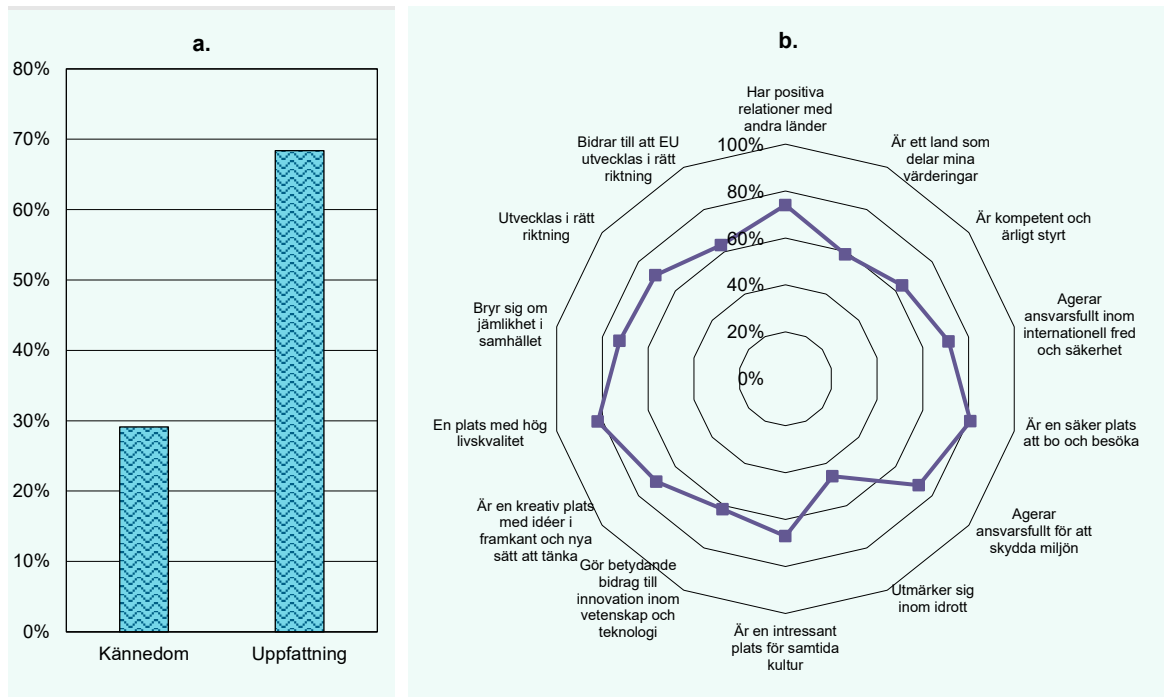 a.
80%
70%
60%
50%
40%
30%
20%
10%
0%
Kännedom
Uppfattning
b.
Har positiva
relationer med
andra länder
Är ett land som
delar mina
värderingar
Är kompetent och
ärligt styrt
Agerar
ansvarsfullt inom
internationell fred
och säkerhet
Är en säker plats
att bo och besöka
Agerar
ansvarsfullt för att
skydda miljön
Utmärker sig
inom idrott
Är en intressant
plats för samtida
kultur
Gör betydande
bidrag till
innovation inom
vetenskap och
teknologi
Är en kreativ plats
med idéer i
framkant och nya
sätt att tänka
En plats med hög
livskvalitet
Bryr sig om
jämlikhet i
samhället
Utvecklas i rätt
riktning
Bidrar till att EU
utvecklas i rätt
riktning
100%
80%
60%
40%
20%
0%